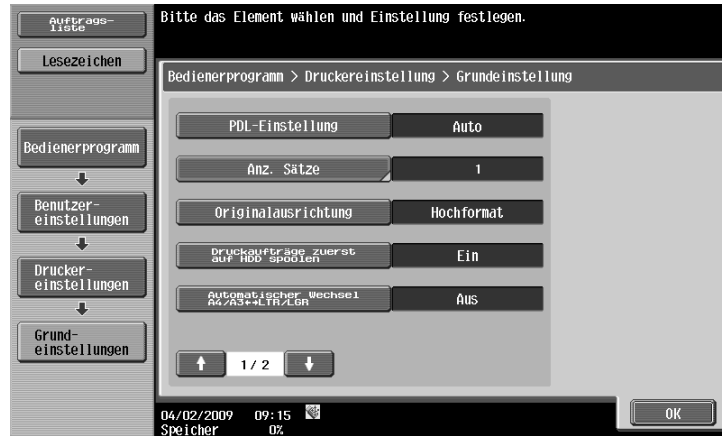 Auftrags-
liste
Lesezeichen
Bedienerprogramm
Benutzer-
einstellungen
Drucker-
einstellungen
Grund-
einstellungen
Bitte das Element wählen und Einstellung festlegen.
Bedienerprogramm > Druckereinstellung > Grundeinstellung
PDL-Einstellung Auto
Anz. Sätze 1
Originalausrichtung Hochformat
Druckaufträge zuerst
auf HDD spoolen Ein
Automatischer Wechsel
A4/A3↔LTR/LGR Aus
1/ 2
04/02/2009 09:15
Speicher 0%
OK